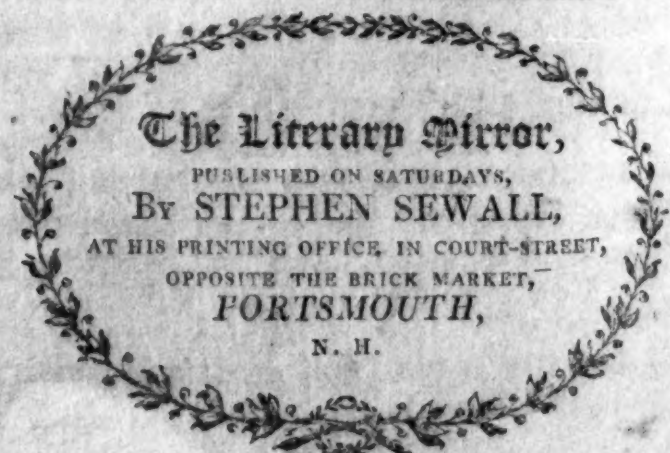 The Literary Mirror,
PUBLISHED ON SATURDAYS,
By STEPHEN SEWALL,
AT HIS PRINTING OFFICE, IN COURT-STREET,
OPPOSITE THE BRICK MARKET,
PORTSMOUTH,
N. H.